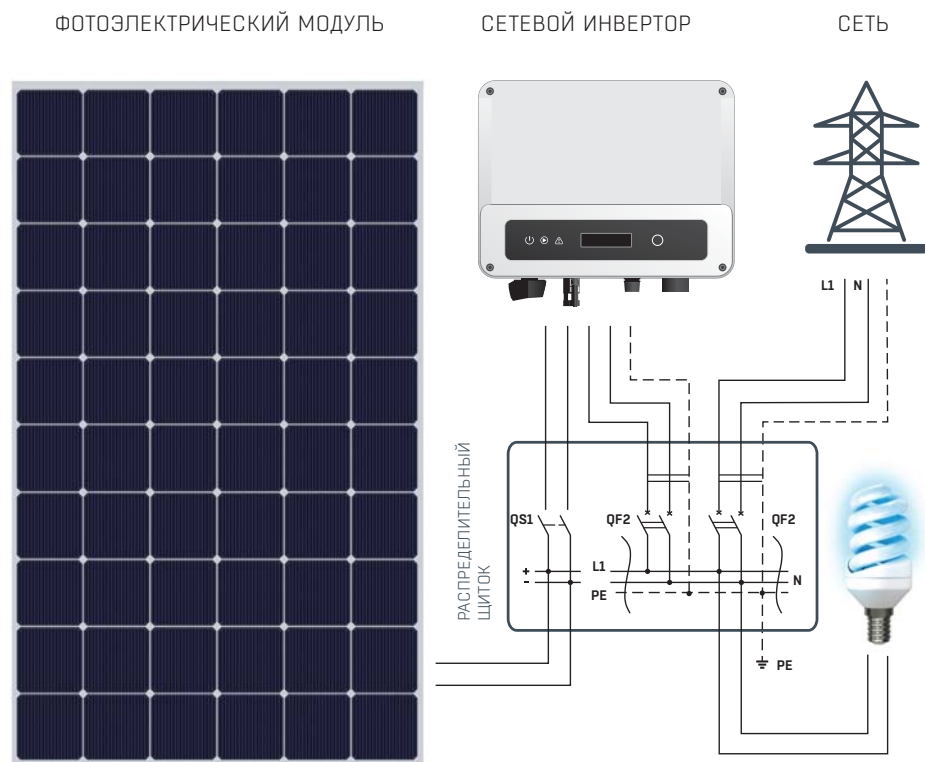 ФОТОЭЛЕКТРИЧЕСКИЙ МОДУЛЬ
СЕТЕВОЙ ИНВЕРТОР
СЕТЬ
L1 N
РАСПРЕДЕЛИТЕЛЬНЫЙ
ЩИТОК
QS1
QF2
QF2
+
-
L1
N
PE
PE